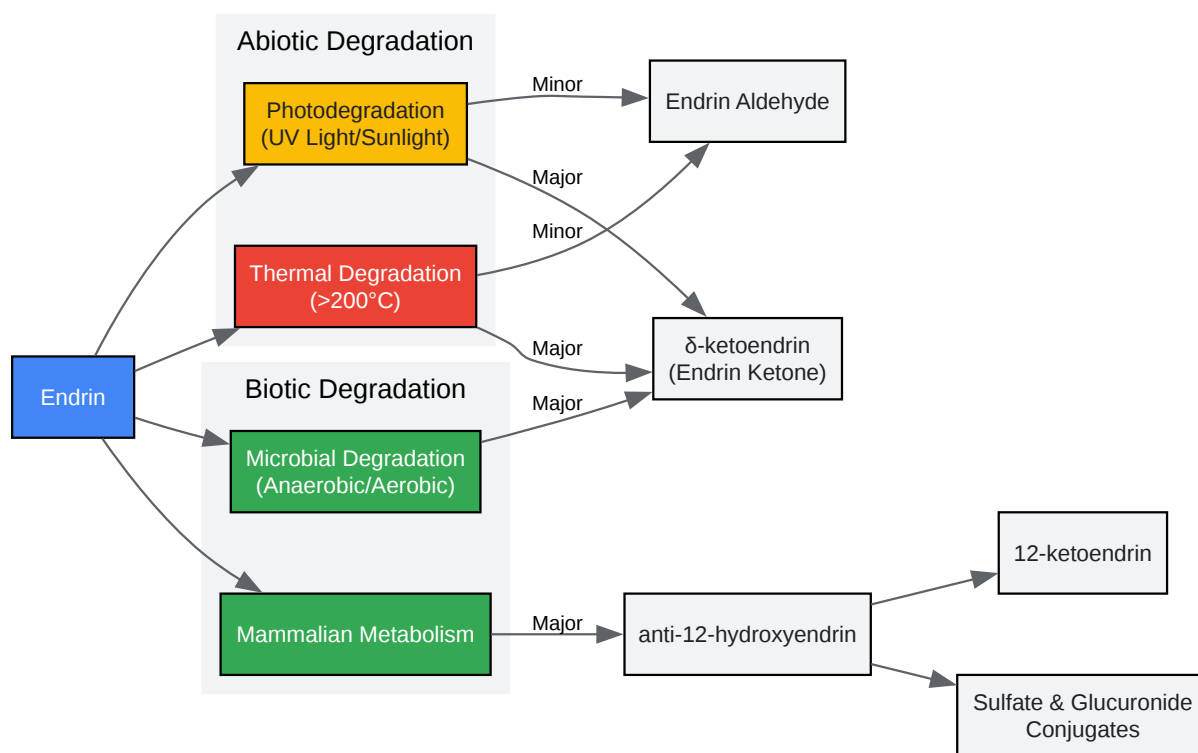 Abiotic Degradation
Photodegradation
(UV Light/Sunlight)
Minor
Endrin Aldehyde
Major
Minor
Thermal Degradation
(>200°C)
Major
δ-ketoendrin
(Endrin Ketone)
Endrin
Biotic Degradation
Major
Microbial Degradation
(Anaerobic/Aerobic)
12-ketoendrin
Mammalian Metabolism
Major
anti-12-hydroxyendrin
Sulfate & Glucuronide
Conjugates